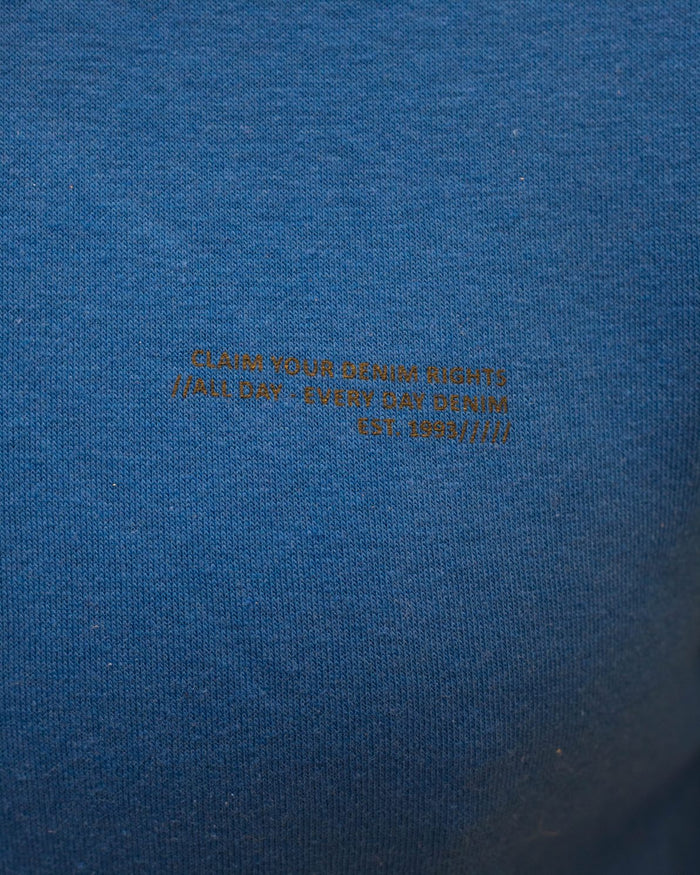 CLAIM YOUR DENIM RIGHTS
//ALL DAY - EVERY DAY DENIM
EST. 1993/////